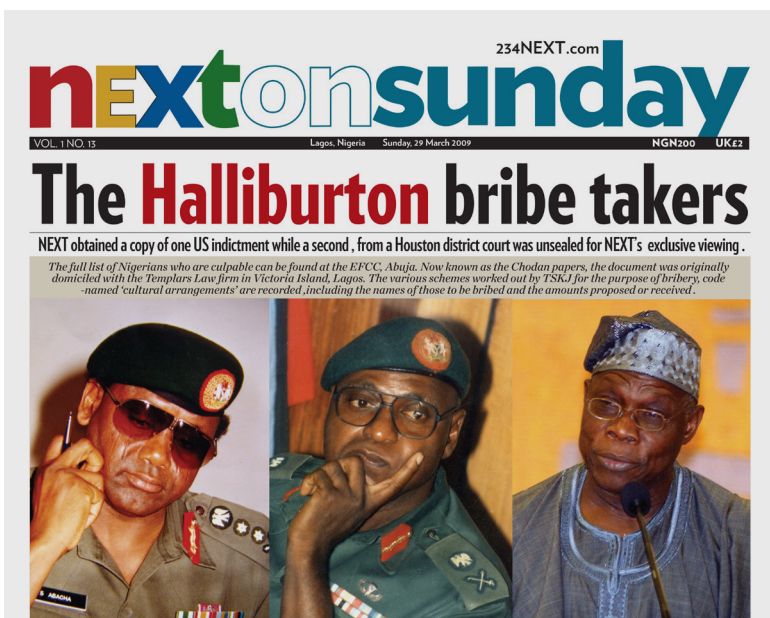 234NEXT.com
nEXtonsunday
VOL. 1 NO. 13 Lagos, Nigeria Sunday, 29 March 2009 NGN200 UK£2
The Halliburton bribe takers
NEXT obtained a copy of one US indictment while a second , from a Houston district court was unsealed for NEXT's exclusive viewing .
The full list of Nigerians who are culpable can be found at the EFCC, Abuja. Now known as the Chodan papers, the document was originally
domiciled with the Templars Law firm in Victoria Island, Lagos. The various schemes worked out by TSKJ for the purpose of bribery, code
-named 'cultural arrangements' are recorded ,including the names of those to be bribed and the amounts proposed or received .
S ABACHA